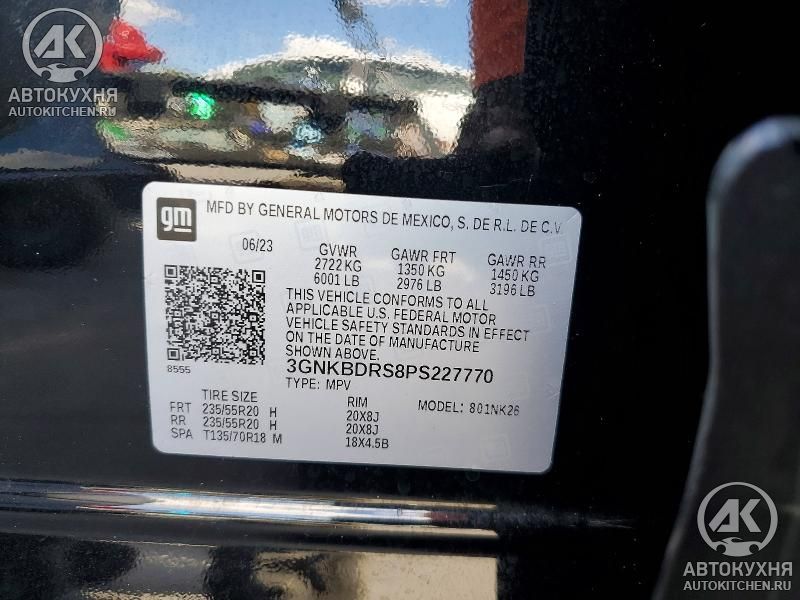 AK
АВТОКУХНЯ
AUTOKITCHEN.RU
gm
MFD BY GENERAL MOTORS DE MEXICO, S. DE R.L. DE C.V.
06/23
GVWR GAWR FRT GAWR RR
2722 KG 1350 KG 1450 KG
6001 LB 2976 LB 3196 LB
THIS VEHICLE CONFORMS TO ALL
APPLICABLE U.S. FEDERAL MOTOR
VEHICLE SAFETY STANDARDS IN EFFECT
ON THE DATE OF MANUFACTURE
SHOWN ABOVE.
8555
3GNKBDRS8PS227770
TYPE: MPV
TIRE SIZE RIM MODEL: 801NK26
FRT 235/55R20 H 20X8J
RR 235/55R20 H 20X8J
SPA T135/70R18 M 18X4.5B
AK
АВТОКУХНЯ
AUTOKITCHEN.RU